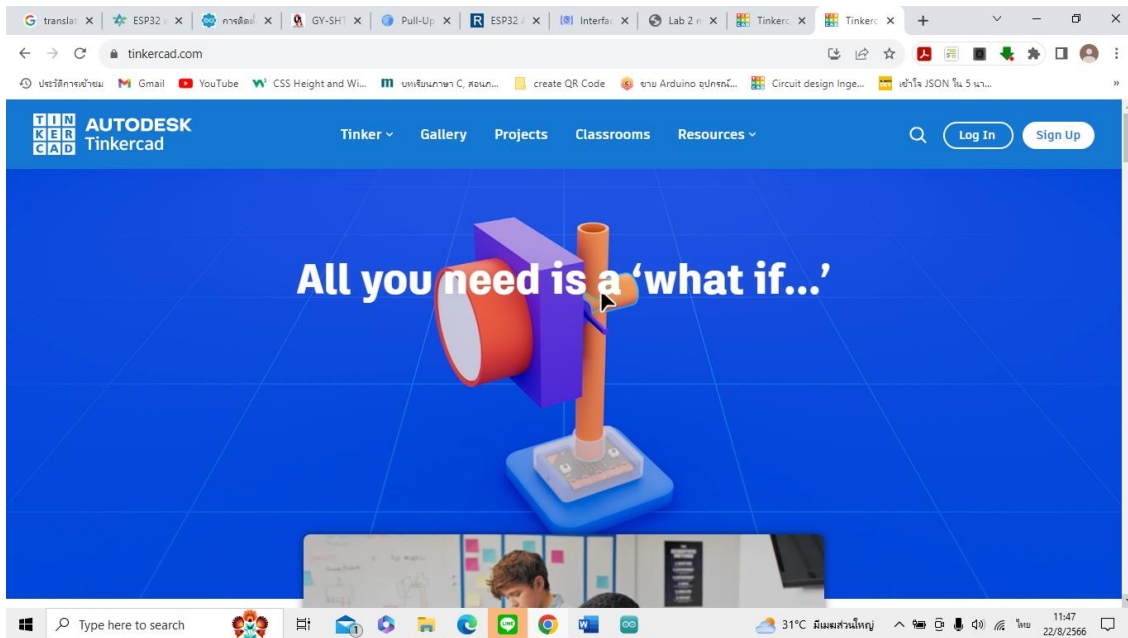 translat
ESP32 i
การติดตั้
GY-SHT
Pull-Up
ESP32 A
Interfac
Lab 2 ก
Tinkerc
Tinkerc
tinkercad.com
ประวัติการเข้าชม
Gmail
YouTube
CSS Height and Wi...
บทเรียนภาษา C, สอนภ...
create QR Code
ขาย Arduino อุปกรณ์...
Circuit design Inge...
เข้าใจ JSON ใน 5 นา...
»
TIN
KER
CAD
AUTODESK
Tinkercad
Tinker
Gallery
Projects
Classrooms
Resources
Log In
Sign Up
All you need is a ‘what if...’
Type here to search
LINE
31°C มีเมฆส่วนใหญ่
ไทย
11:47
22/8/2566